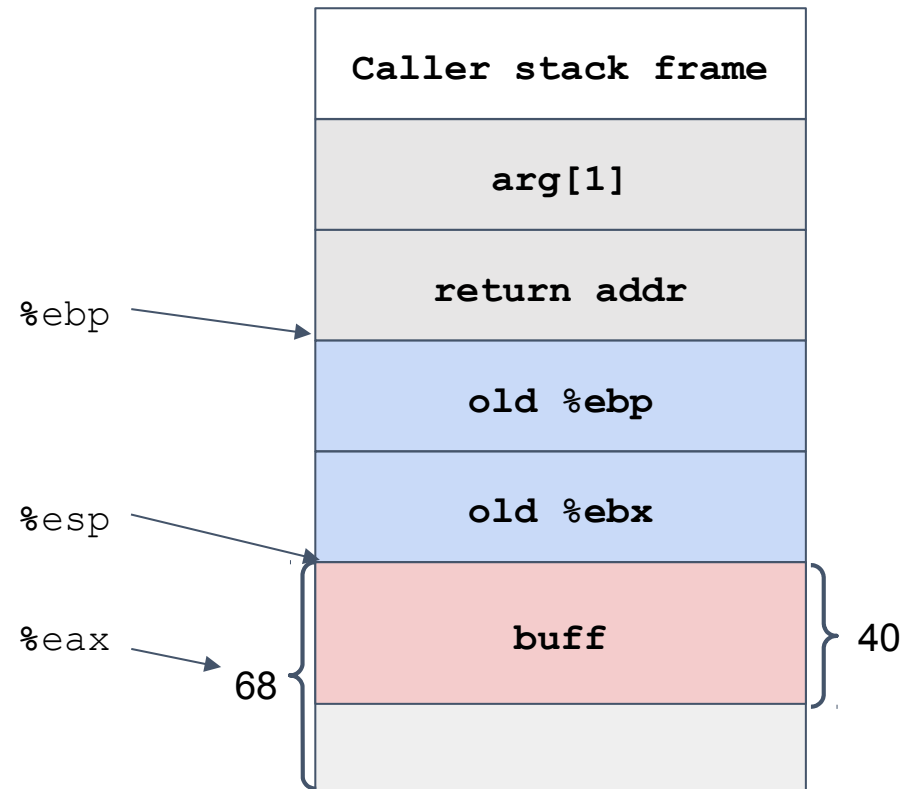 Caller stack frame
arg[1]
return addr
%ebp
old %ebp
%esp
old %ebx
%eax
buff
40
68